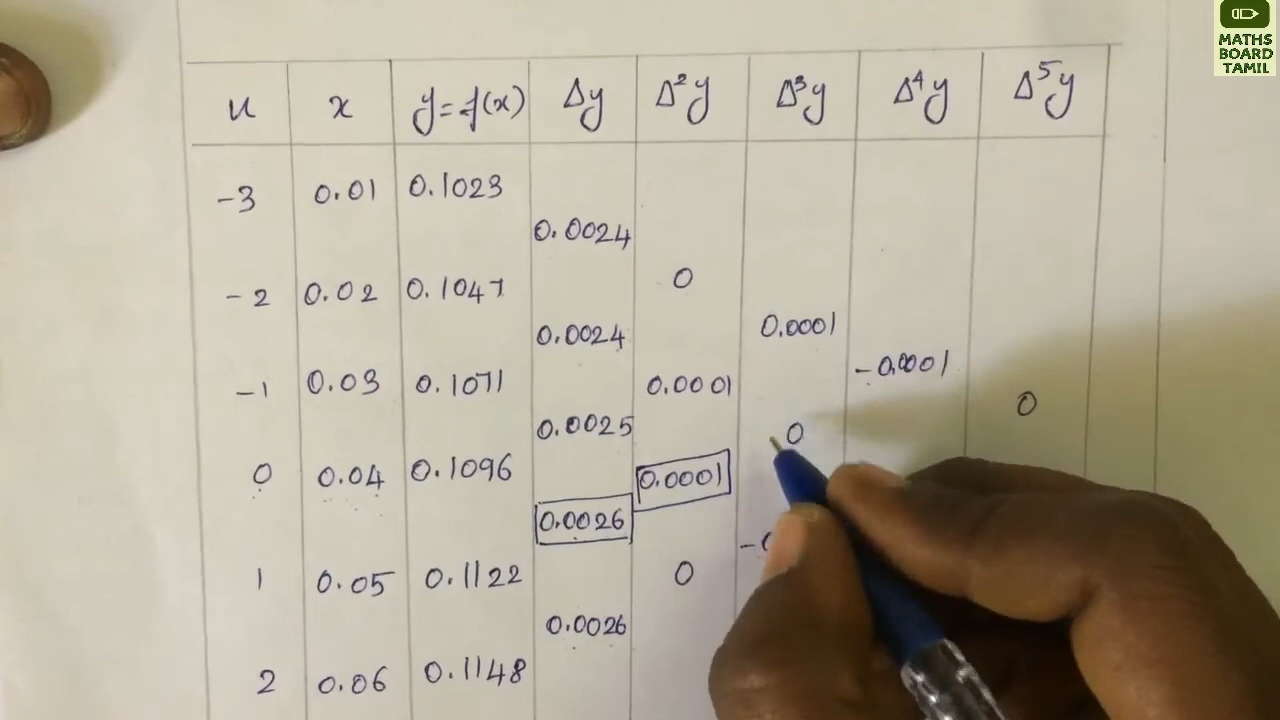 MATHS
BOARD
TAMIL
u x y=f(x) Δy Δ²y Δ³y Δ⁴y Δ⁵y
-3 0.01 0.1023
0.0024
0
-2 0.02 0.1047
0.0024 0.0001
-0.0001
-1 0.03 0.1071 0.0001
0
0.0025 0
0 0.04 0.1096 0.0001
0.0026
1 0.05 0.1122 0
0.0026
2 0.06 0.1148